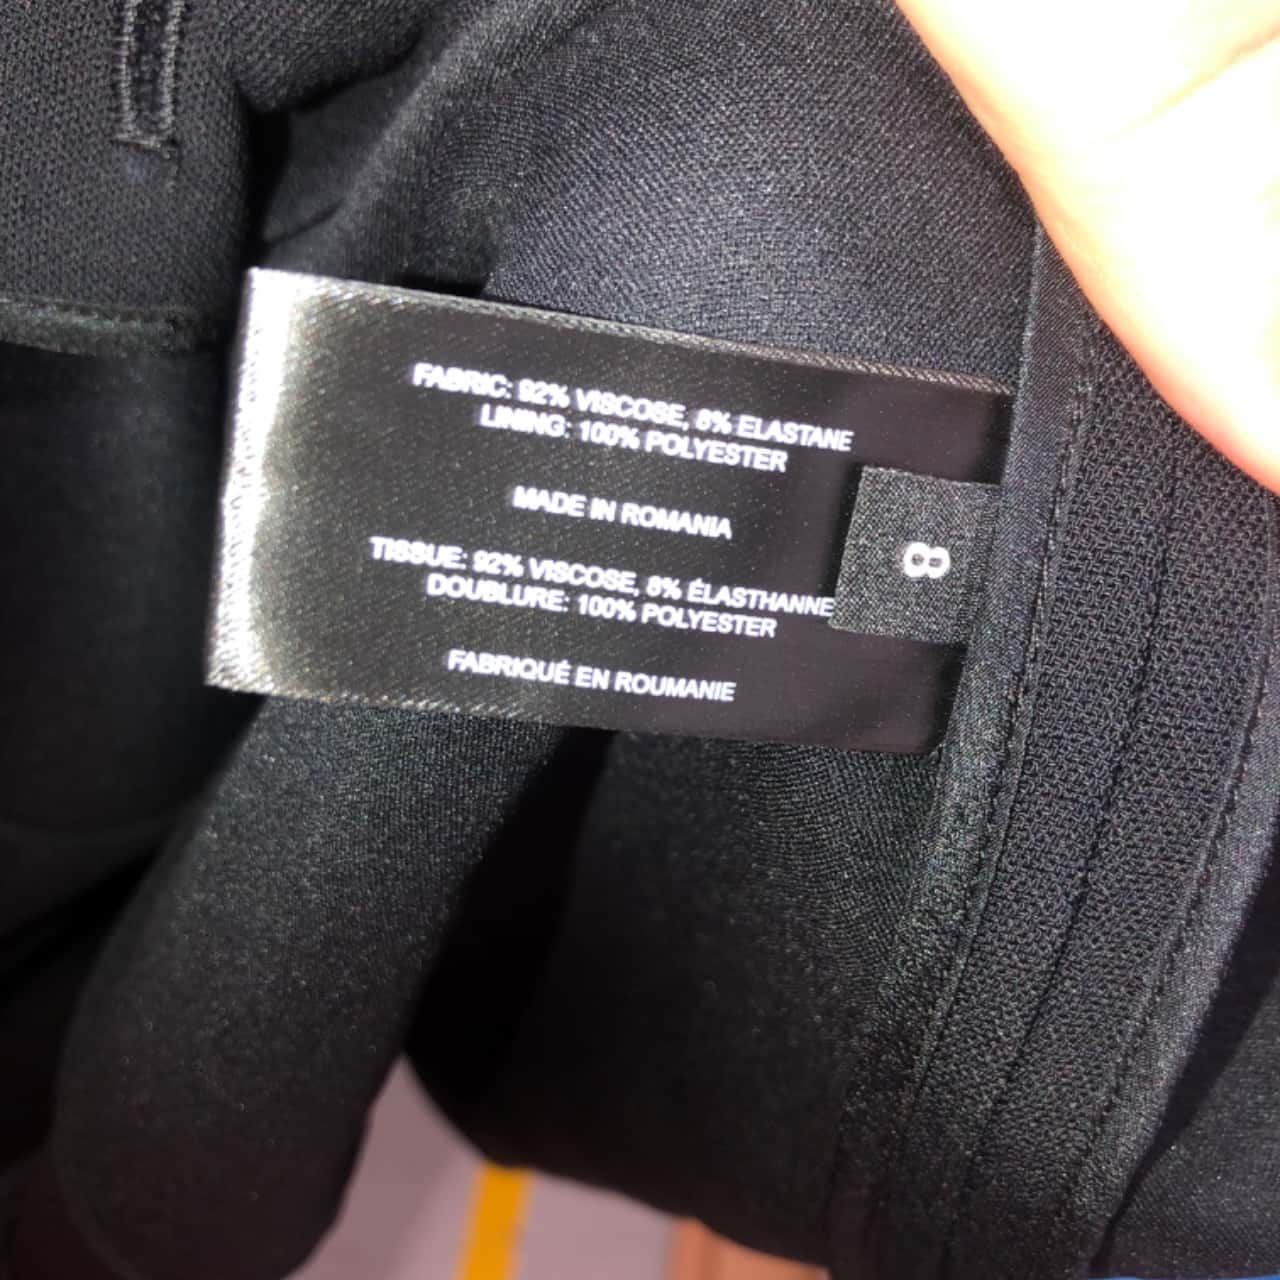 FABRIC: 92% VISCOSE, 8% ELASTANE
LINING: 100% POLYESTER
MADE IN ROMANIA
TISSUE: 92% VISCOSE, 8% ÉLASTHANNE
DOUBLURE: 100% POLYESTER
FABRIQUÉ EN ROUMANIE
8